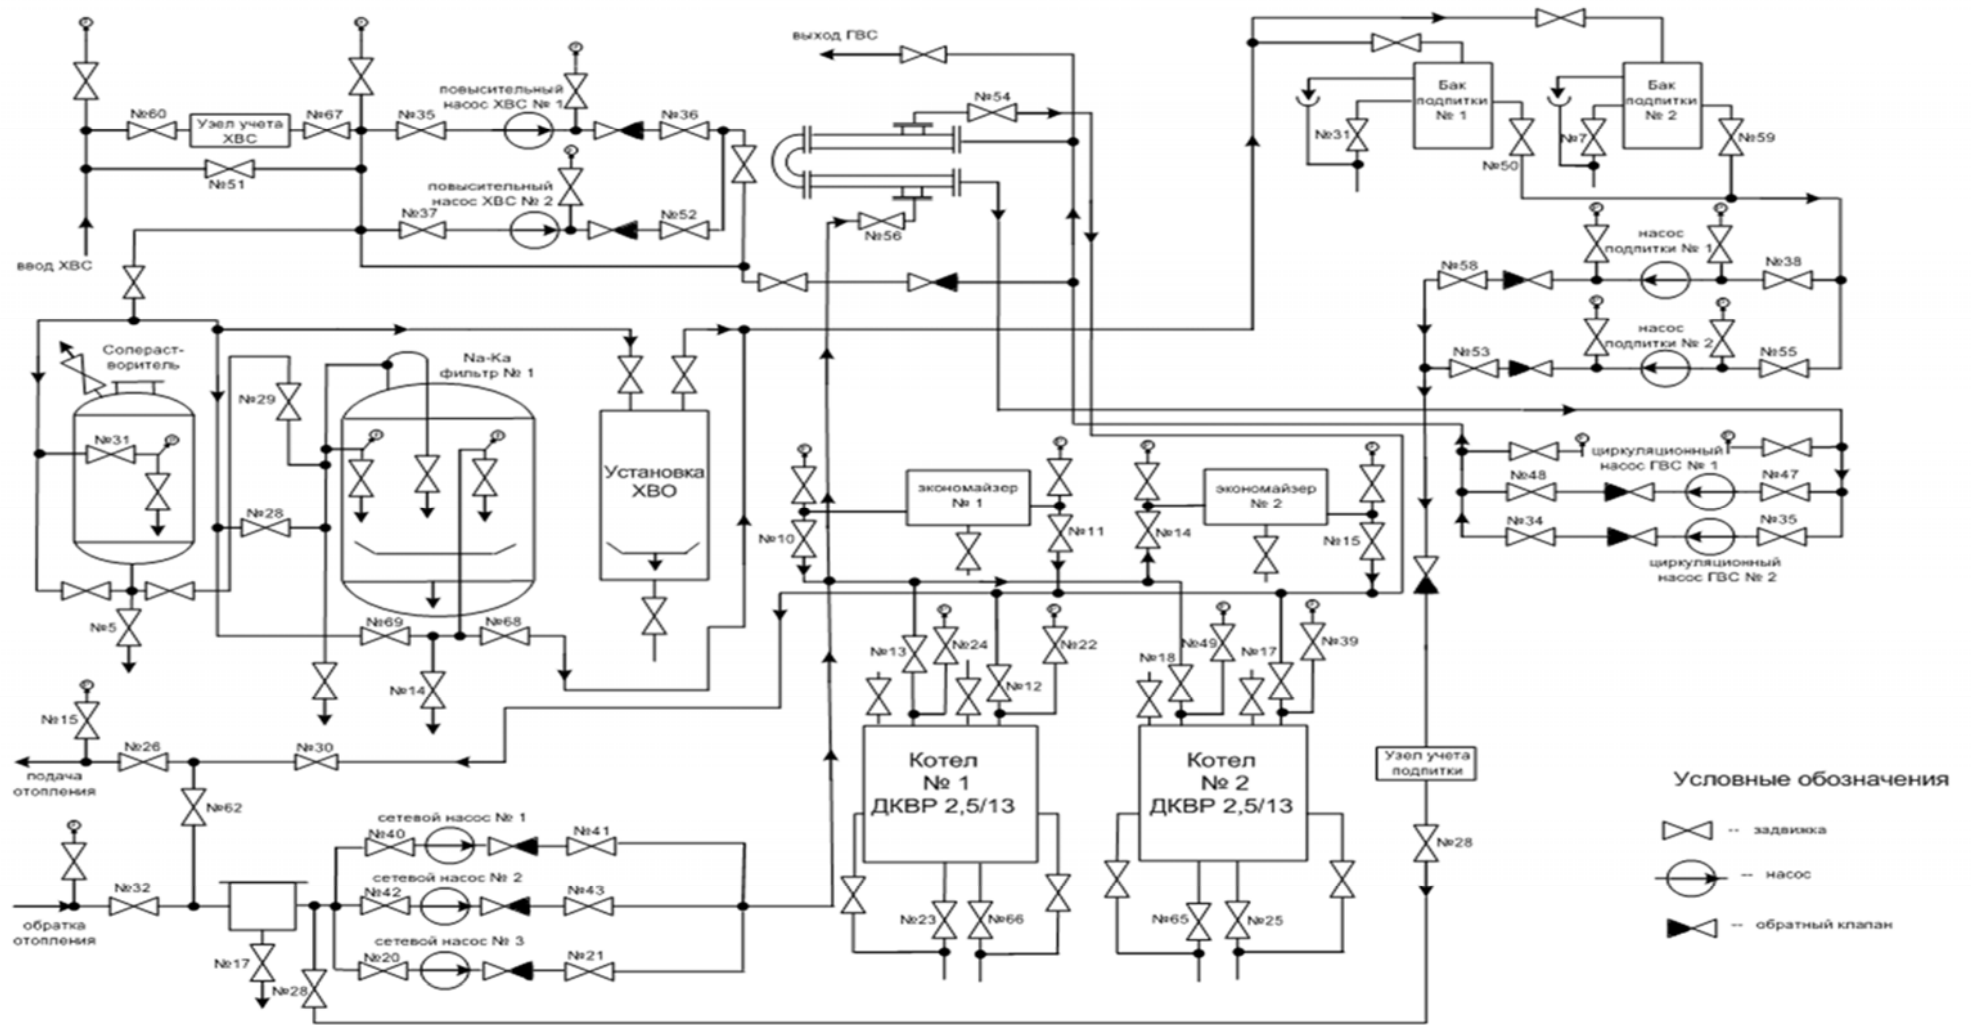 выход ГВС
№54
№60
Узел учета
ХВС
№67
№35
повысительный
насос ХВС № 1
№36
№51
повысительный
насос ХВС № 2
№37
№52
№56
ввод ХВС
Бак
подпитки
№ 1
Бак
подпитки
№ 2
№31
№50
№7
№59
насос
подпитки № 1
№58
№38
насос
подпитки № 2
№53
№55
Солераст-
воритель
№31
№29
Na-Ka
фильтр № 1
№28
Установка
ХВО
№5
№69
№68
№14
экономайзер
№ 1
экономайзер
№ 2
№10
№11
№14
№15
циркуляционный
насос ГВС № 1
№48
№47
№34
№35
циркуляционный
насос ГВС № 2
№13
№24
№12
№22
№18
№49
№17
№39
№15
№26
№30
подача
отопления
№62
Котел
№ 1
ДКВР 2,5/13
Котел
№ 2
ДКВР 2,5/13
Узел учета
подпитки
№28
сетевой насос № 1
№40
№41
сетевой насос № 2
№42
№43
сетевой насос № 3
№20
№21
№32
обратка
отопления
№17
№28
№23
№66
№65
№25
Условные обозначения
-- задвижка
-- насос
-- обратный клапан